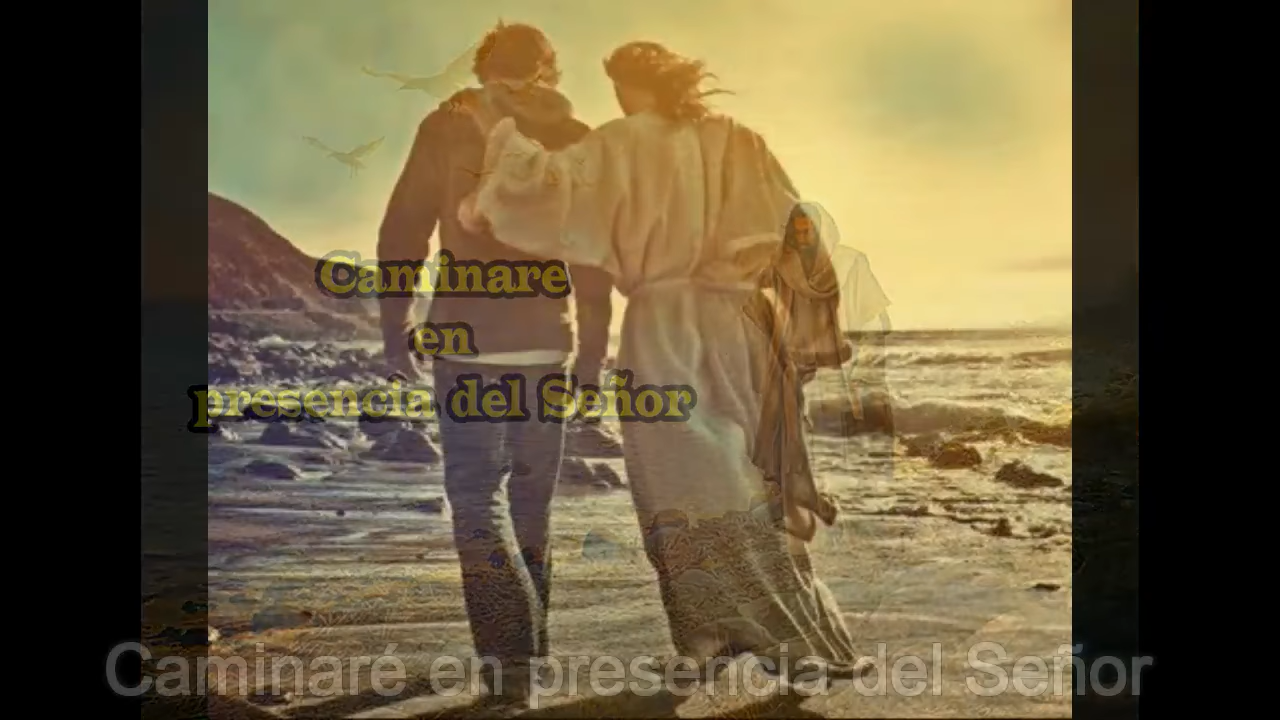 Caminare
en
presencia del Señor
Caminaré en presencia del Señor